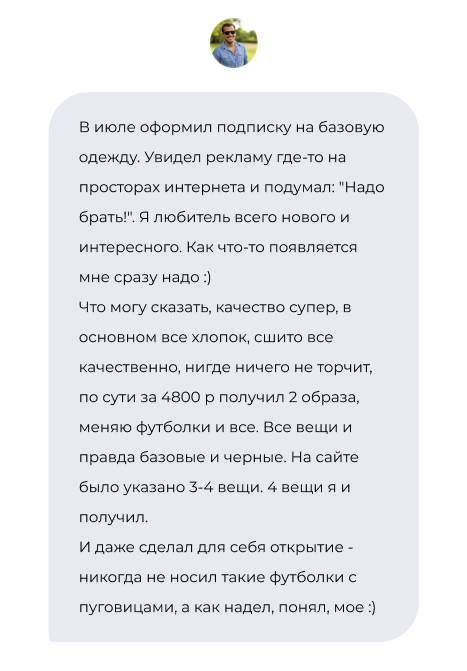 В июле оформил подписку на базовую
одежду. Увидел рекламу где-то на
просторах интернета и подумал: "Надо
брать!". Я любитель всего нового и
интересного. Как что-то появляется
мне сразу надо :)
Что могу сказать, качество супер, в
основном все хлопок, сшито все
качественно, нигде ничего не торчит,
по сути за 4800 р получил 2 образа,
меняю футболки и все. Все вещи и
правда базовые и черные. На сайте
было указано 3-4 вещи. 4 вещи я и
получил.
И даже сделал для себя открытие -
никогда не носил такие футболки с
пуговицами, а как надел, понял, мое :)